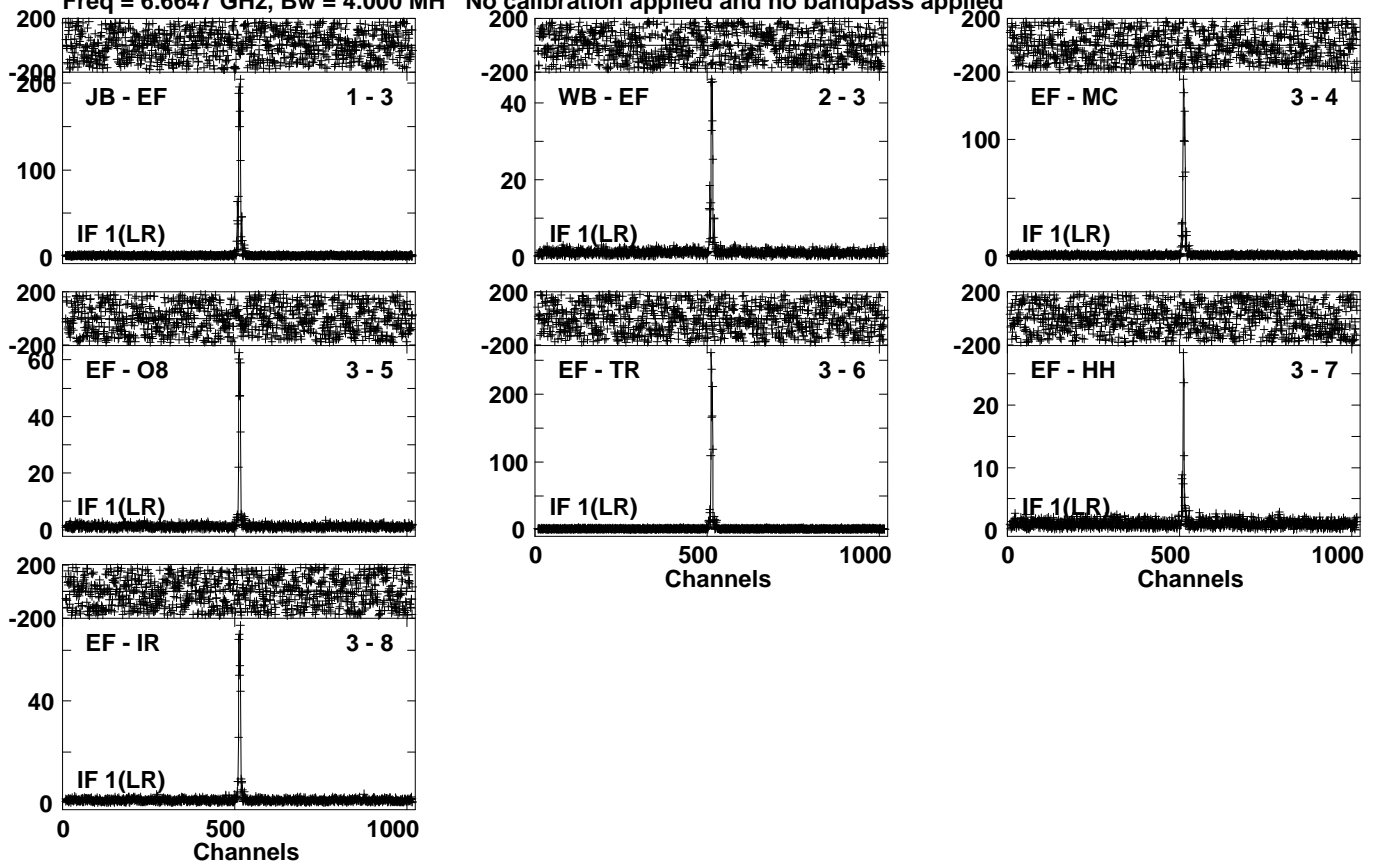 Freq = 6.6647 GHz, Bw = 4.000 MH No calibration applied and no bandpass applied
200
-200
200
100
0
JB - EF 1 - 3
IF 1(LR)
200
-200
40
20
0
WB - EF 2 - 3
IF 1(LR)
200
-200
100
0
EF - MC 3 - 4
IF 1(LR)
200
-200
60
40
20
0
EF - O8 3 - 5
IF 1(LR)
200
-200
200
100
0
EF - TR 3 - 6
IF 1(LR)
0 500 1000
Channels
200
-200
20
10
0
EF - HH 3 - 7
IF 1(LR)
0 500 1000
Channels
200
-200
40
0
EF - IR 3 - 8
IF 1(LR)
0 500 1000
Channels